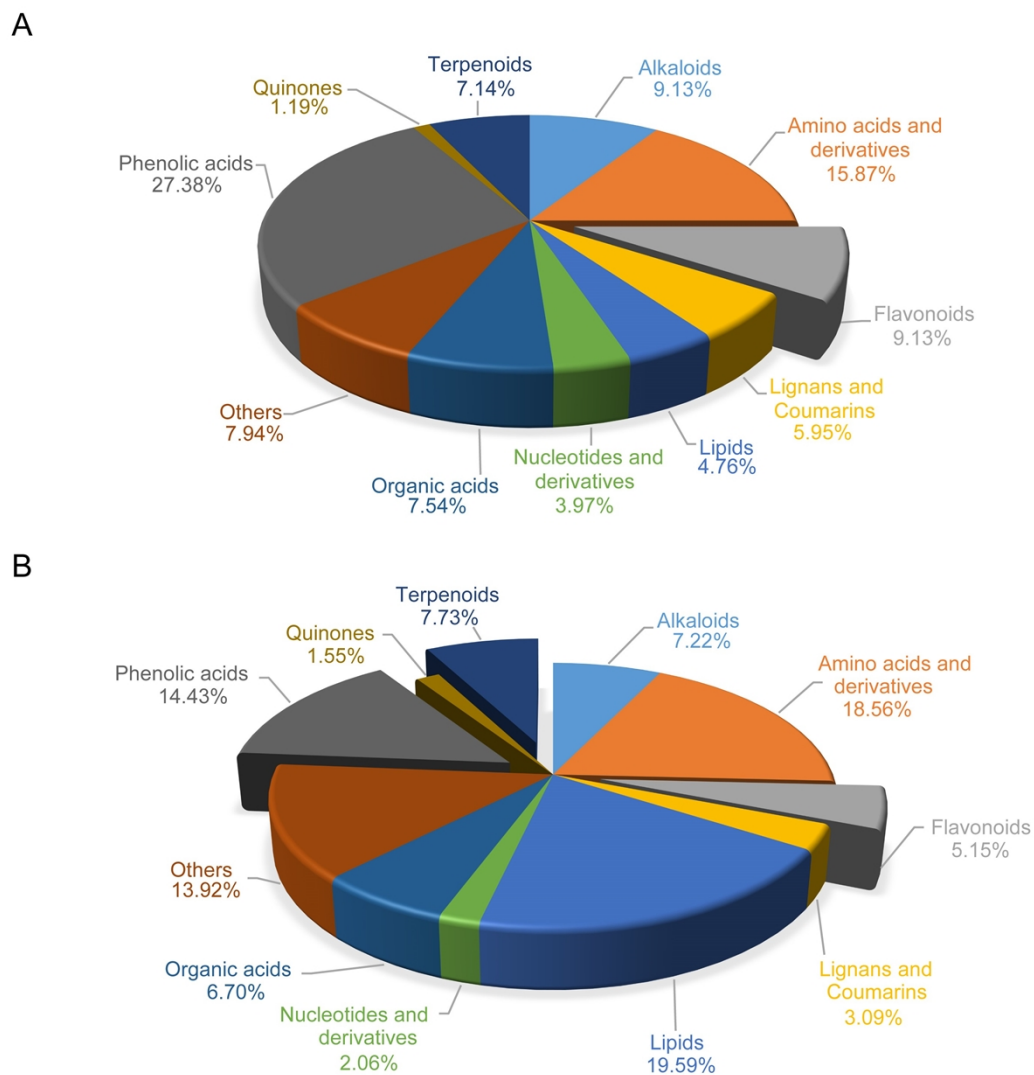 A
Terpenoids
7.14%
Alkaloids
9.13%
Quinones
1.19%
Amino acids and
derivatives
15.87%
Phenolic acids
27.38%
Flavonoids
9.13%
Lignans and
Coumarins
5.95%
Others
7.94%
Lipids
4.76%
Nucleotides and
derivatives
3.97%
Organic acids
7.54%
B
Terpenoids
7.73%
Alkaloids
7.22%
Quinones
1.55%
Amino acids and
derivatives
18.56%
Phenolic acids
14.43%
Flavonoids
5.15%
Others
13.92%
Lignans and
Coumarins
3.09%
Organic acids
6.70%
Nucleotides and
derivatives
2.06%
Lipids
19.59%